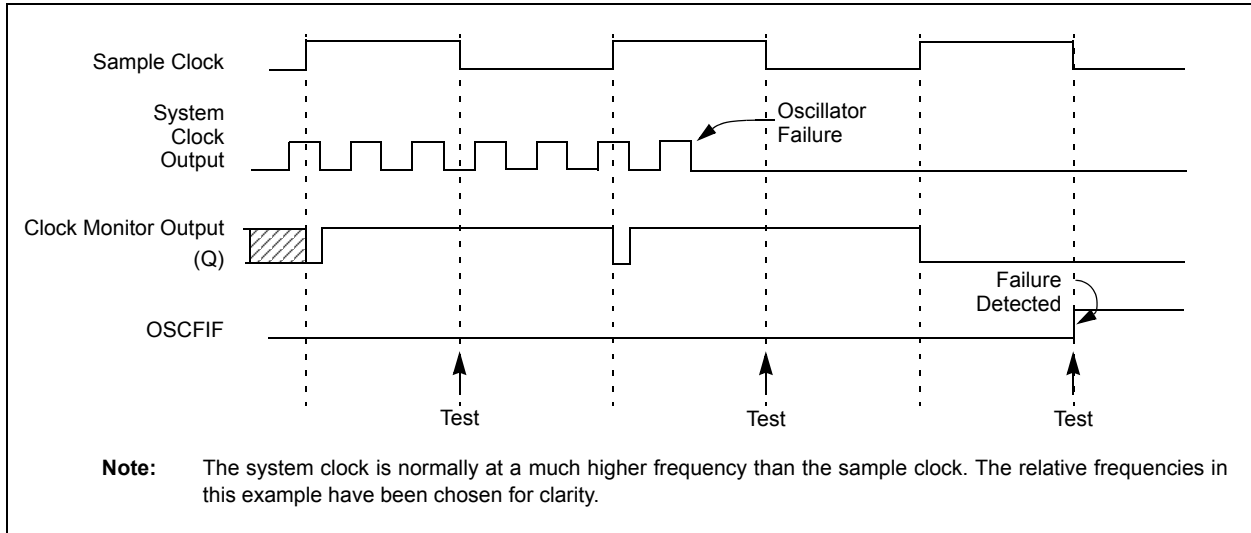 Sample Clock
System
Clock
Output
Oscillator
Failure
Clock Monitor Output
(Q)
Failure
Detected
OSCFIF
Test
Test
Test
Note: The system clock is normally at a much higher frequency than the sample clock. The relative frequencies in
this example have been chosen for clarity.